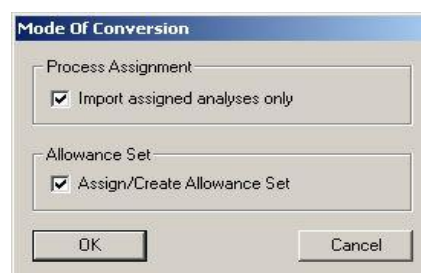 Mode Of Conversion
Process Assignment
Import assigned analyses only
Allowance Set
Assign/Create Allowance Set
OK Cancel